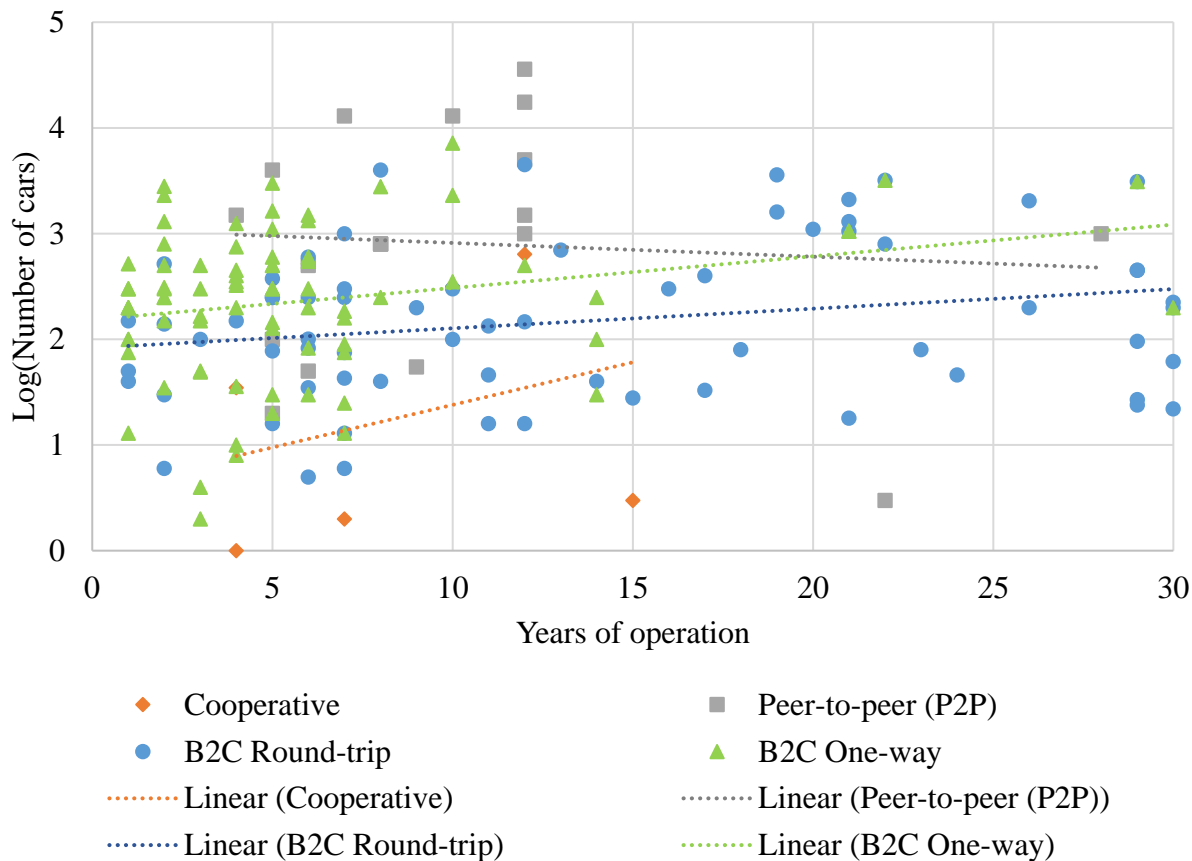 5
4
3
2
1
0
Log(Number of cars)
0 5 10 15 20 25 30
Years of operation
Cooperative Peer-to-peer (P2P)
B2C Round-trip B2C One-way
Linear (Cooperative) Linear (Peer-to-peer (P2P))
Linear (B2C Round-trip) Linear (B2C One-way)